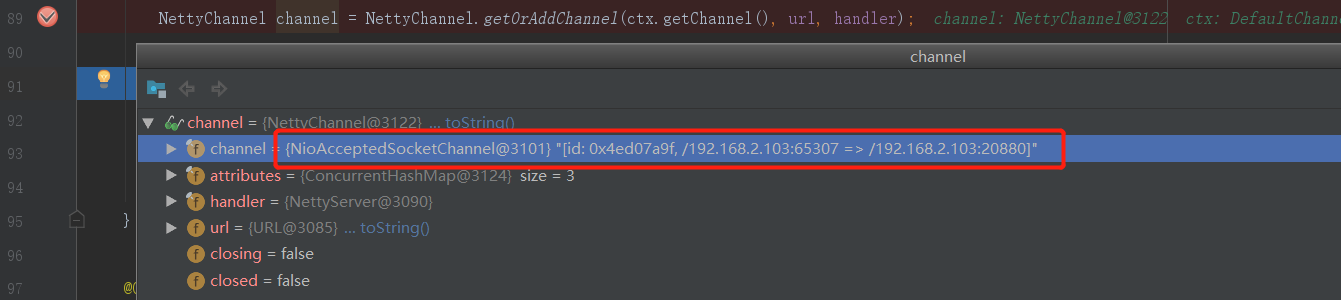 89 NettyChannel channel = NettyChannel.getOrAddChannel(ctx.getChannel(), url, handler); channel: NettyChannel@3122 ctx: DefaultChann
90
channel
91
92 channel = {NettyChannel@3122} ... toString()
93 channel = {NioAcceptedSocketChannel@3101} "[id: 0x4ed07a9f, /192.168.2.103:65307 => /192.168.2.103:20880]"
94 attributes = {ConcurrentHashMap@3124} size = 3
handler = {NettyServer@3090}
95 } url = {URL@3085} ... toString()
96 closing = false
97 closed = false